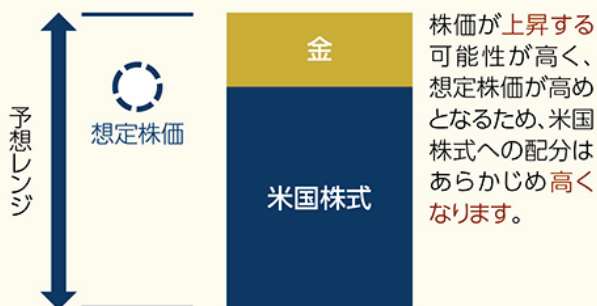 予想レンジ
想定株価
金
米国株式
株価が上昇する
可能性が高く、
想定株価が高め
となるため、米国
株式への配分は
あらかじめ高く
なります。